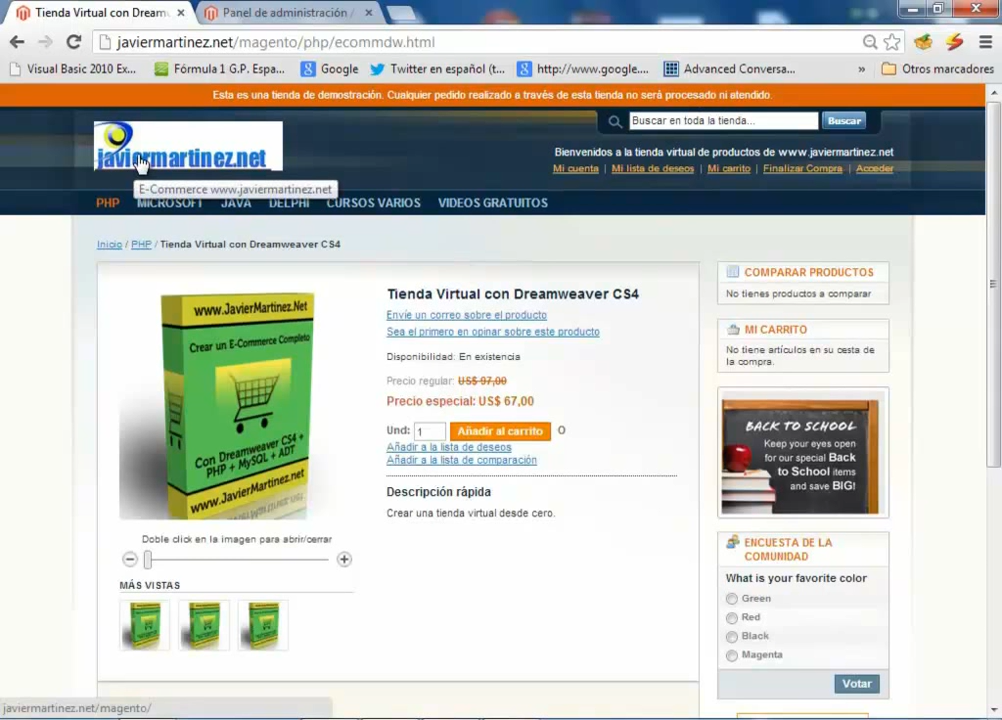 Tienda Virtual con Dream
Panel de administración /
javiermartinez.net/magento/php/ecommdw.html
Visual Basic 2010 Ex...
Fórmula 1 G.P. Espa...
Google
Twitter en español (t...
http://www.google....
Advanced Conversa...
»
Otros marcadores
Esta es una tienda de demostración. Cualquier pedido realizado a través de esta tienda no será procesado ni atendido.
javiermartinez.net
Buscar en toda la tienda...
Buscar
Bienvenidos a la tienda virtual de productos de www.javiermartinez.net
Mi cuenta | Mi lista de deseos | Mi carrito | Finalizar Compra | Acceder
E-Commerce www.javiermartinez.net
PHP MICROSOFT JAVA DELPHI CURSOS VARIOS VIDEOS GRATUITOS
Inicio / PHP / Tienda Virtual con Dreamweaver CS4
www.JavierMartinez.Net
Crear un E-Commerce Completo
Con Dreamweaver CS4 +
PHP + MySQL + ADT
www.JavierMartinez.net
Doble click en la imagen para abrir/cerrar
MÁS VISTAS
Tienda Virtual con Dreamweaver CS4
Envíe un correo sobre el producto
Sea el primero en opinar sobre este producto
Disponibilidad: En existencia
Precio regular: US$ 97,00
Precio especial: US$ 67,00
Und: 1 Añadir al carrito O
Añadir a la lista de deseos
Añadir a la lista de comparación
Descripción rápida
Crear una tienda virtual desde cero.
COMPARAR PRODUCTOS
No tienes productos a comparar
MI CARRITO
No tiene artículos en su cesta de
la compra.
BACK TO SCHOOL
Keep your eyes open
for our special Back
to School items
and save BIG!
ENCUESTA DE LA
COMUNIDAD
What is your favorite color
Green
Red
Black
Magenta
Votar
javiermartinez.net/magento/